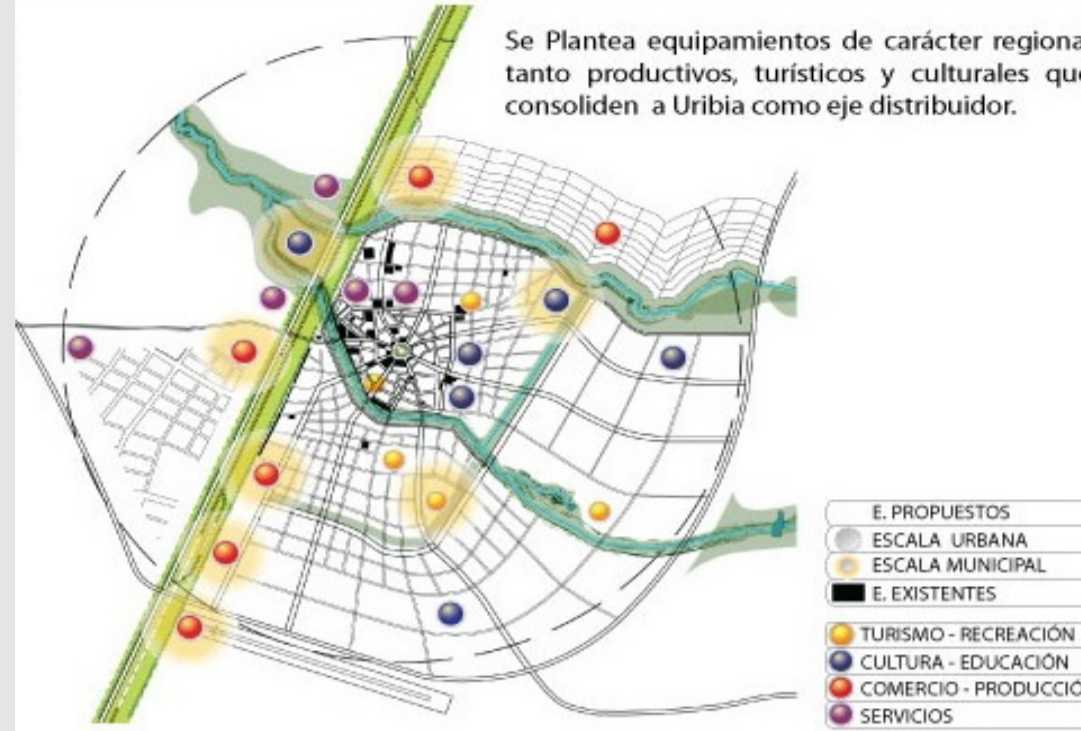 Se Plantea equipamientos de carácter regiona
tanto productivos, turísticos y culturales que
consoliden a Uribia como eje distribuidor.
E. PROPUESTOS
ESCALA URBANA
ESCALA MUNICIPAL
E. EXISTENTES
TURISMO - RECREACIÓN
CULTURA - EDUCACIÓN
COMERCIO - PRODUCCIÓ
SERVICIOS